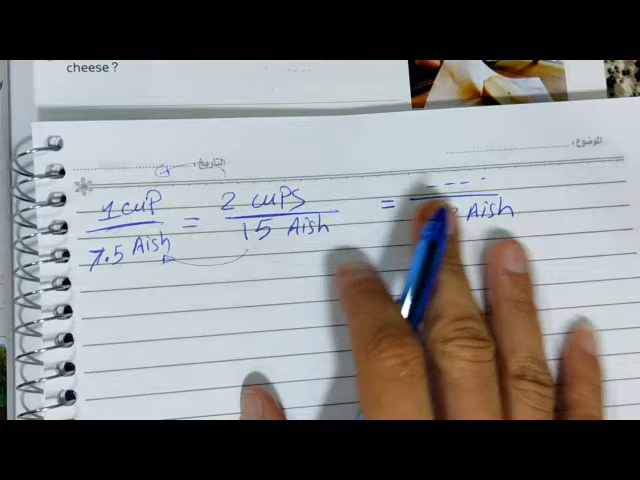 cheese?
الموضوع:
التاريخ:
1 cup / 7.5 Aish = 2 cups / 15 Aish = ---- / Aish